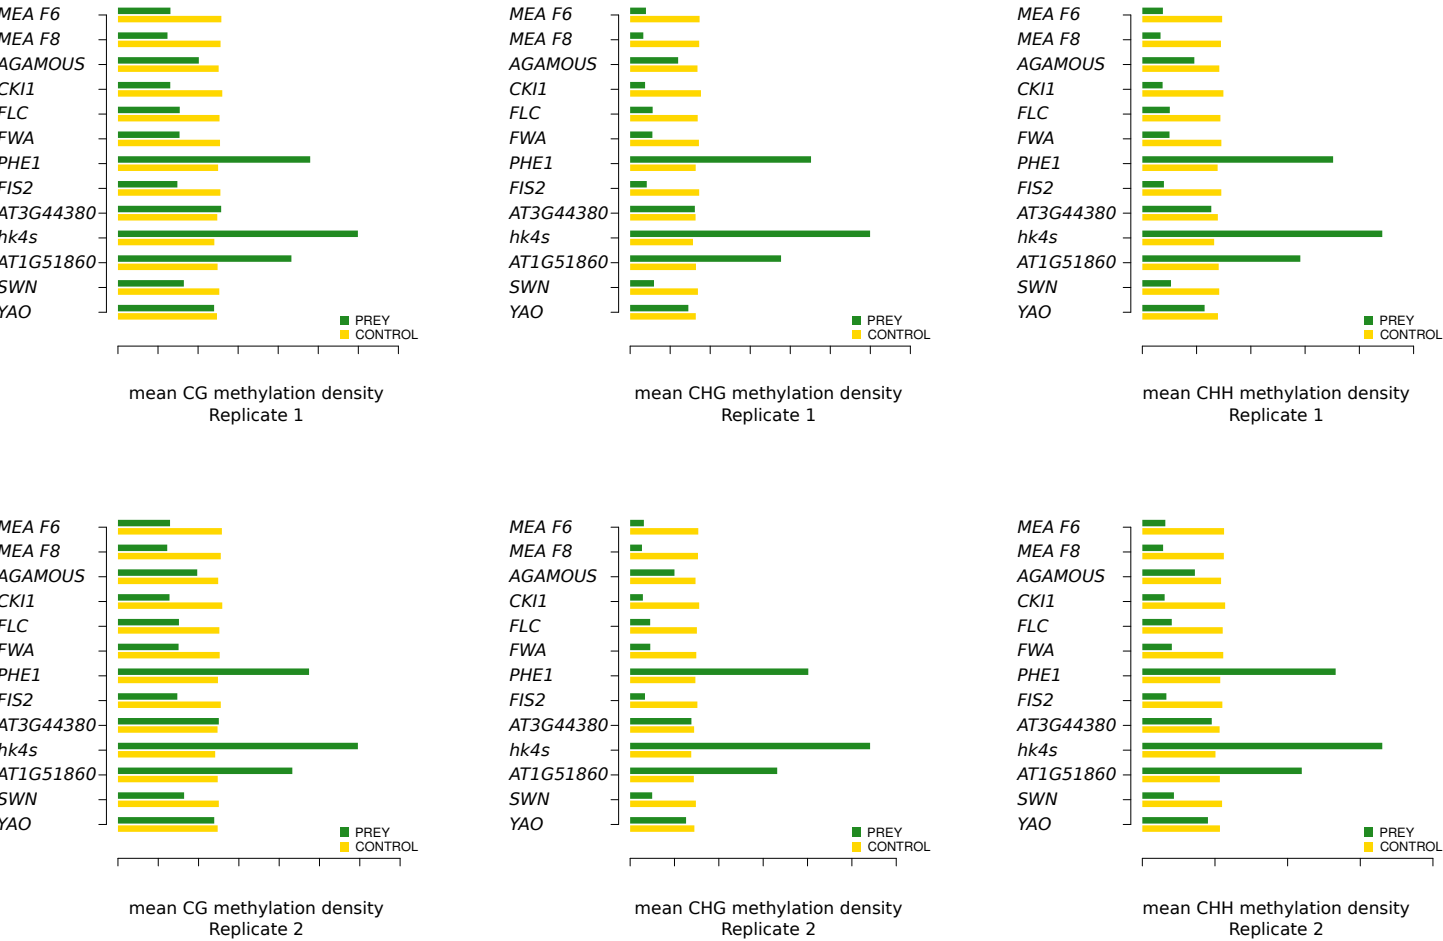 MEA F6
MEA F8
AGAMOUS
CKI1
FLC
FWA
PHE1
FIS2
AT3G44380
hk4s
AT1G51860
SWN
YAO
PREY
CONTROL
mean CG methylation density
Replicate 1
MEA F6
MEA F8
AGAMOUS
CKI1
FLC
FWA
PHE1
FIS2
AT3G44380
hk4s
AT1G51860
SWN
YAO
PREY
CONTROL
mean CHG methylation density
Replicate 1
MEA F6
MEA F8
AGAMOUS
CKI1
FLC
FWA
PHE1
FIS2
AT3G44380
hk4s
AT1G51860
SWN
YAO
PREY
CONTROL
mean CHH methylation density
Replicate 1
MEA F6
MEA F8
AGAMOUS
CKI1
FLC
FWA
PHE1
FIS2
AT3G44380
hk4s
AT1G51860
SWN
YAO
PREY
CONTROL
mean CG methylation density
Replicate 2
MEA F6
MEA F8
AGAMOUS
CKI1
FLC
FWA
PHE1
FIS2
AT3G44380
hk4s
AT1G51860
SWN
YAO
PREY
CONTROL
mean CHG methylation density
Replicate 2
MEA F6
MEA F8
AGAMOUS
CKI1
FLC
FWA
PHE1
FIS2
AT3G44380
hk4s
AT1G51860
SWN
YAO
PREY
CONTROL
mean CHH methylation density
Replicate 2